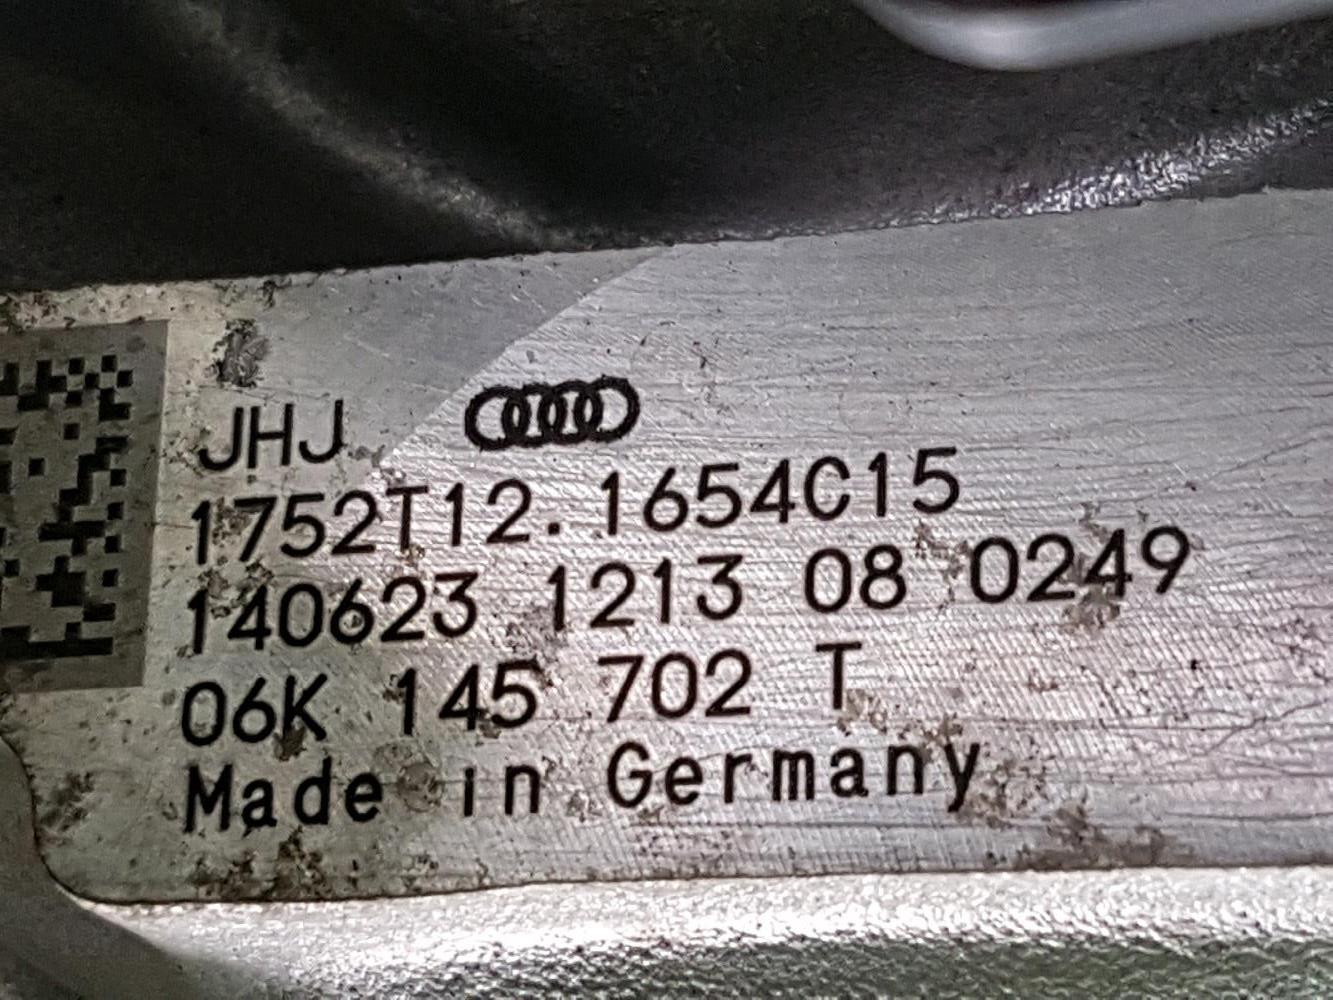 JHJ
1752T12.1654C15
140623 1213 08 0249
06K 145 702 T
Made in Germany